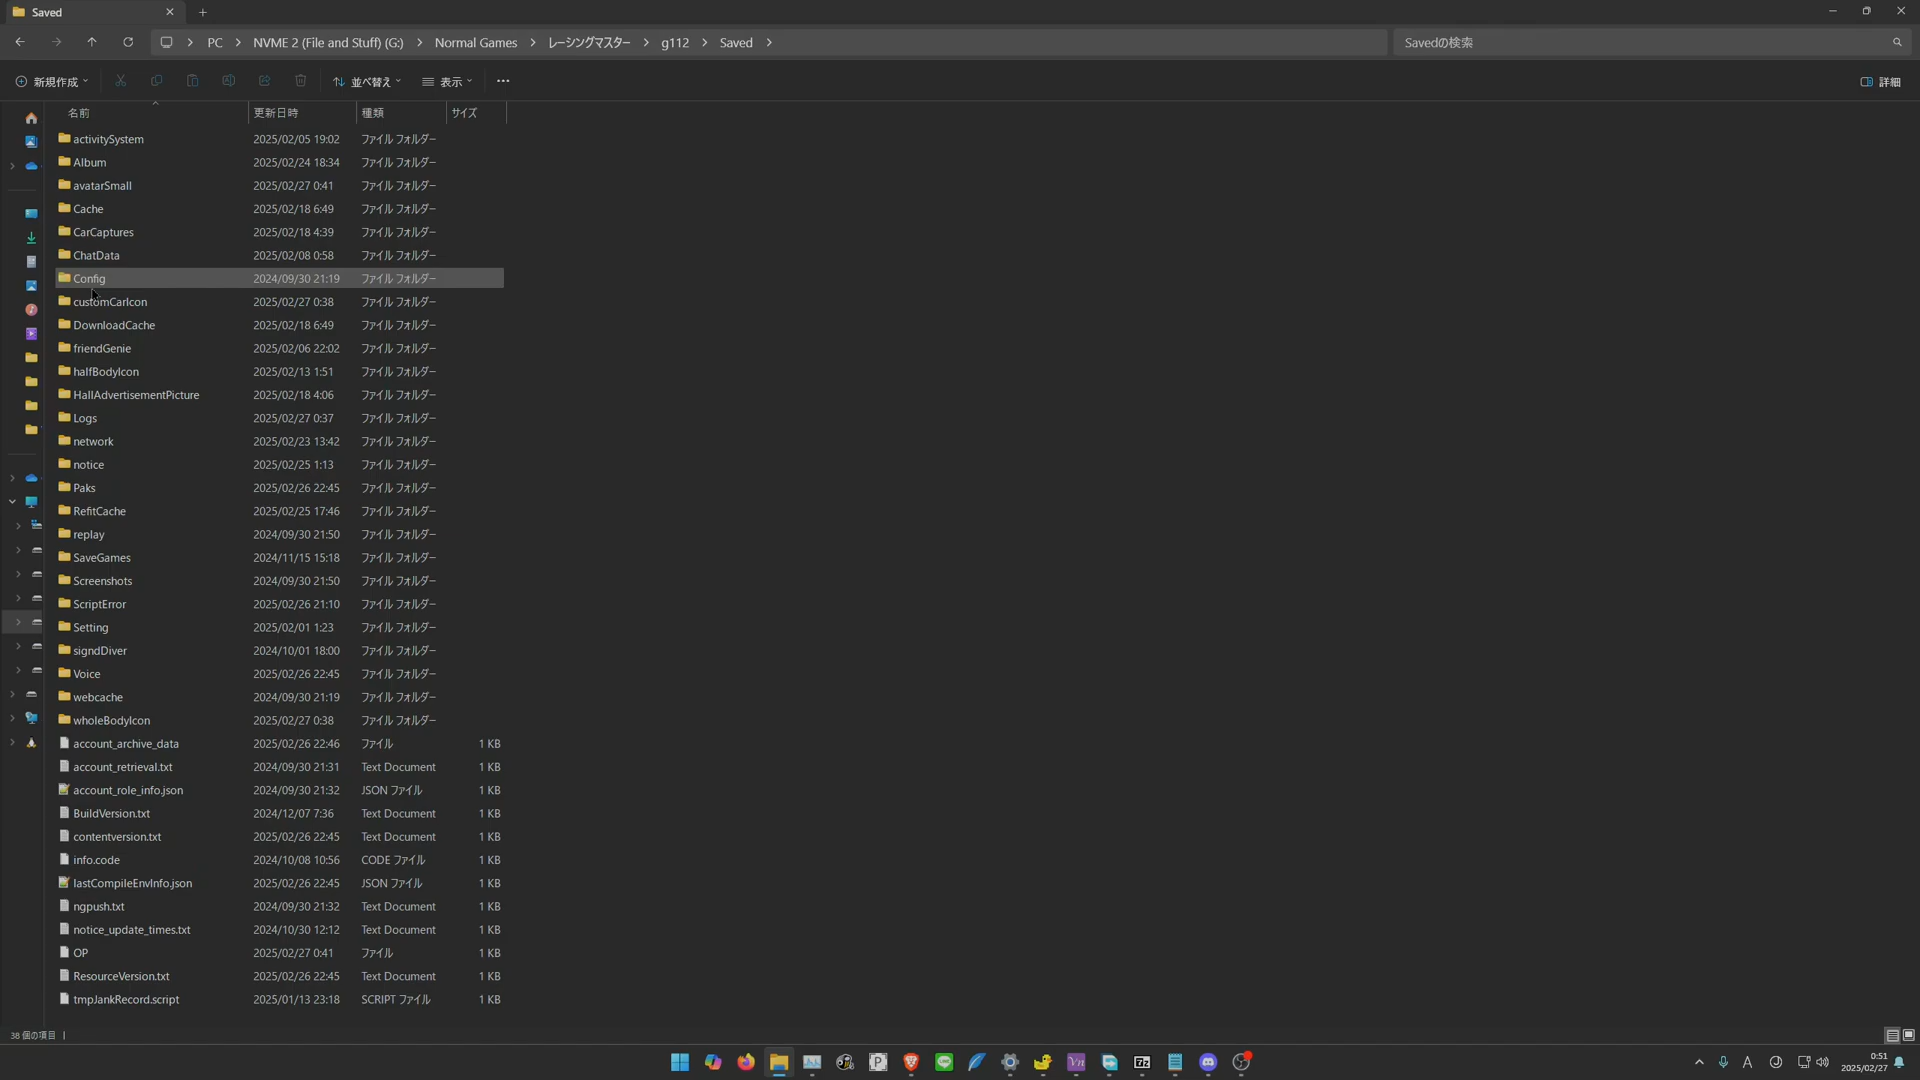 Saved
PC > NVME 2 (File and Stuff) (G:) > Normal Games > レーシングマスター > g112 > Saved >
Savedの検索
新規作成
並べ替え
表示
詳細
名前 更新日時 種類 サイズ
activitySystem 2025/02/05 19:02 ファイル フォルダー
Album 2025/02/24 18:34 ファイル フォルダー
avatarSmall 2025/02/27 0:41 ファイル フォルダー
Cache 2025/02/18 6:49 ファイル フォルダー
CarCaptures 2025/02/18 4:39 ファイル フォルダー
ChatData 2025/02/08 0:58 ファイル フォルダー
Config 2024/09/30 21:19 ファイル フォルダー
customCarIcon 2025/02/27 0:38 ファイル フォルダー
DownloadCache 2025/02/18 6:49 ファイル フォルダー
friendGenie 2025/02/06 22:02 ファイル フォルダー
halfBodyIcon 2025/02/13 1:51 ファイル フォルダー
HallAdvertisementPicture 2025/02/18 4:06 ファイル フォルダー
Logs 2025/02/27 0:37 ファイル フォルダー
network 2025/02/23 13:42 ファイル フォルダー
notice 2025/02/25 1:13 ファイル フォルダー
Paks 2025/02/26 22:45 ファイル フォルダー
RefitCache 2025/02/25 17:46 ファイル フォルダー
replay 2024/09/30 21:50 ファイル フォルダー
SaveGames 2024/11/15 15:18 ファイル フォルダー
Screenshots 2024/09/30 21:50 ファイル フォルダー
ScriptError 2025/02/26 21:10 ファイル フォルダー
Setting 2025/02/01 1:23 ファイル フォルダー
signdDiver 2024/10/01 18:00 ファイル フォルダー
Voice 2025/02/26 22:45 ファイル フォルダー
webcache 2024/09/30 21:19 ファイル フォルダー
wholeBodyIcon 2025/02/27 0:38 ファイル フォルダー
account_archive_data 2025/02/26 22:46 ファイル 1 KB
account_retrieval.txt 2024/09/30 21:31 Text Document 1 KB
account_role_info.json 2024/09/30 21:32 JSON ファイル 1 KB
BuildVersion.txt 2024/12/07 7:36 Text Document 1 KB
contentversion.txt 2025/02/26 22:45 Text Document 1 KB
info.code 2024/10/08 10:56 CODE ファイル 1 KB
lastCompileEnvInfo.json 2025/02/26 22:45 JSON ファイル 1 KB
ngpush.txt 2024/09/30 21:32 Text Document 1 KB
notice_update_times.txt 2024/10/30 12:12 Text Document 1 KB
OP 2025/02/27 0:41 ファイル 1 KB
ResourceVersion.txt 2025/02/26 22:45 Text Document 1 KB
tmpJankRecord.script 2025/01/13 23:18 SCRIPT ファイル 1 KB
38 個の項目
P
LINE
Vn
7z
A
0:51
2025/02/27